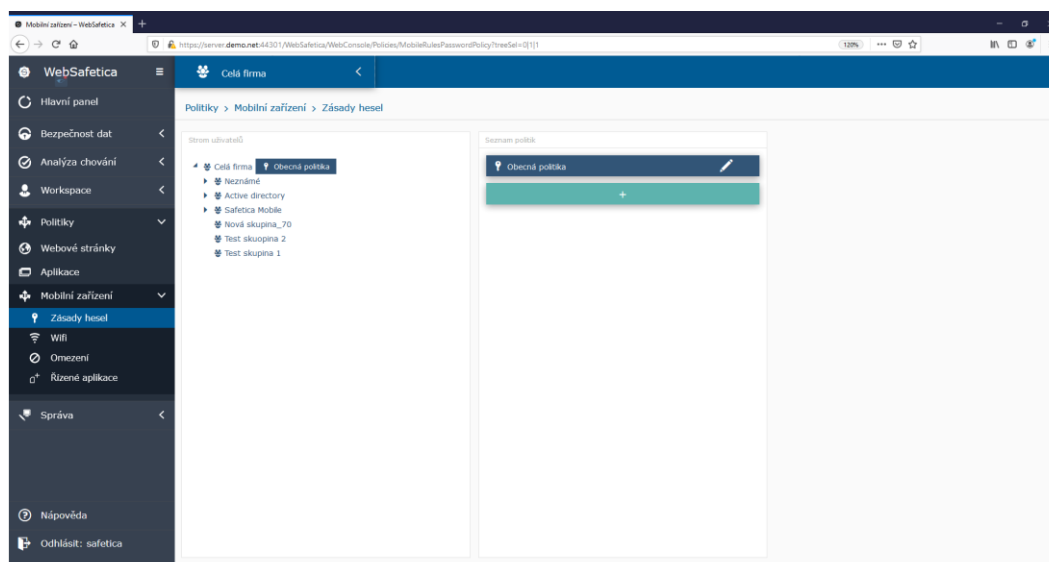 Mobilní zařízení – WebSafetica
https://server.demo.net:44301/WebSafetica/WebConsole/Policies/MobileRulesPasswordPolicy?treeSel=0|1|1
120%
WebSafetica
Celá firma
Hlavní panel
Politiky > Mobilní zařízení > Zásady hesel
Bezpečnost dat
Analýza chování
Workspace
Politiky
Webové stránky
Aplikace
Mobilní zařízení
Zásady hesel
Wifi
Omezení
Řízené aplikace
Správa
Nápověda
Odhlásit: safetica
Strom uživatelů
Celá firma Obecná politika
Neznámé
Active directory
Safetica Mobile
Nová skupina_70
Test skuopina 2
Test skupina 1
Seznam politik
Obecná politika
+